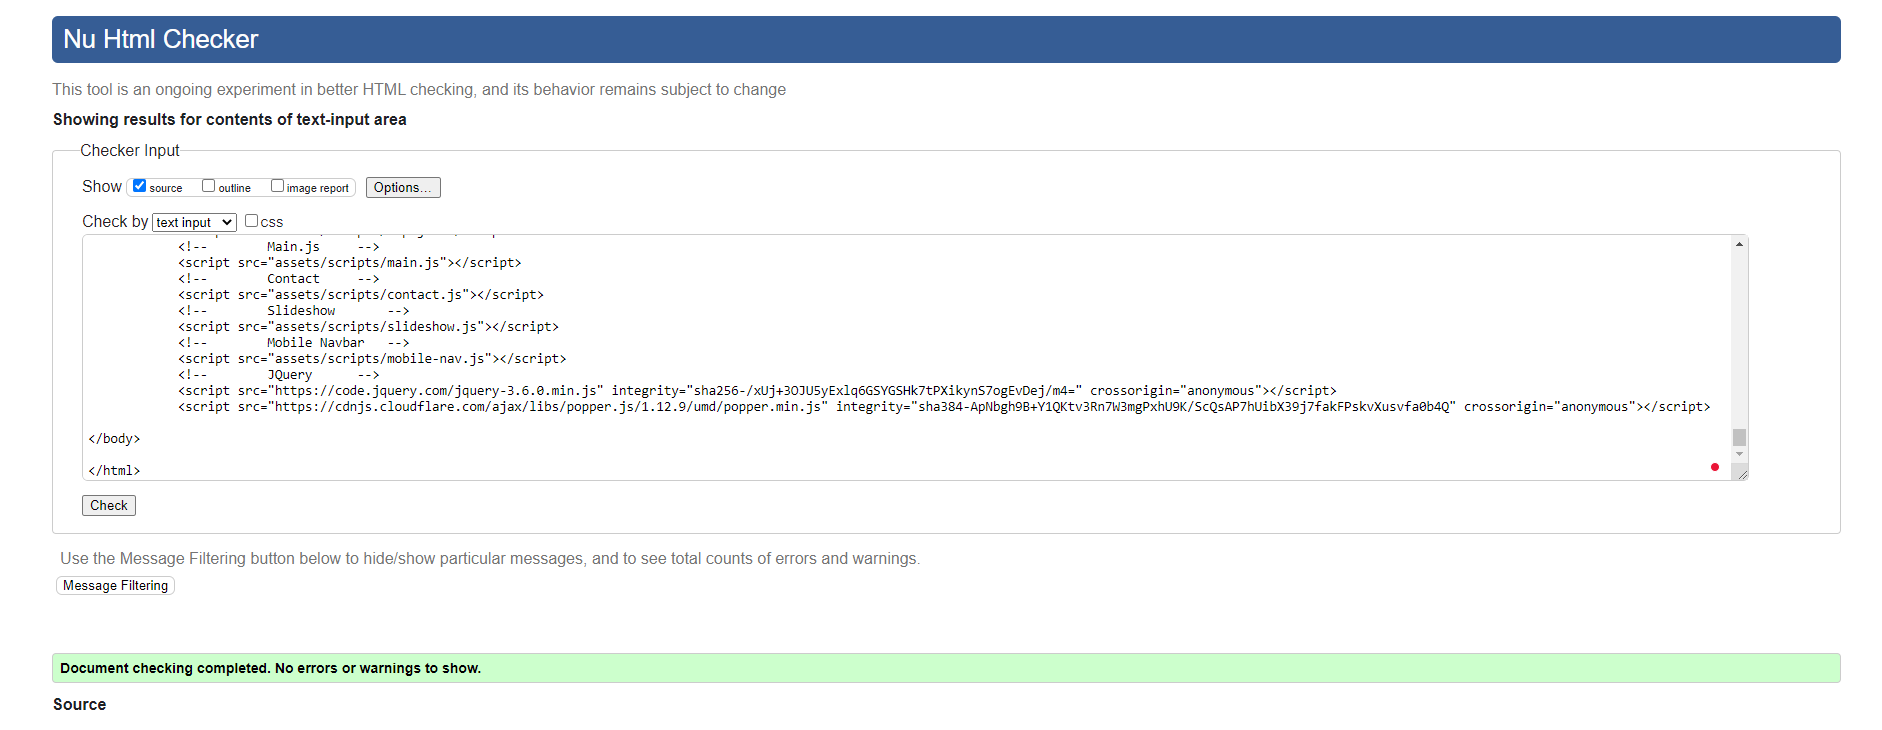 Nu Html Checker
This tool is an ongoing experiment in better HTML checking, and its behavior remains subject to change
Showing results for contents of text-input area
Checker Input
Show source outline image report Options...
Check by text input css
<!-- Main.js -->
<script src="assets/scripts/main.js"></script>
<!-- Contact -->
<script src="assets/scripts/contact.js"></script>
<!-- Slideshow -->
<script src="assets/scripts/slideshow.js"></script>
<!-- Mobile Navbar -->
<script src="assets/scripts/mobile-nav.js"></script>
<!-- JQuery -->
<script src="https://code.jquery.com/jquery-3.6.0.min.js" integrity="sha256-/xUj+3OJU5yExlq6GSYGSHk7tPXikynS7ogEvDej/m4=" crossorigin="anonymous"></script>
<script src="https://cdnjs.cloudflare.com/ajax/libs/popper.js/1.12.9/umd/popper.min.js" integrity="sha384-ApNbgh9B+Y1QKtv3Rn7W3mgPxhU9K/ScQsAP7hUibX39j7fakFPskvXusvfa0b4Q" crossorigin="anonymous"></script>
</body>
</html>
Check
Use the Message Filtering button below to hide/show particular messages, and to see total counts of errors and warnings.
Message Filtering
Document checking completed. No errors or warnings to show.
Source